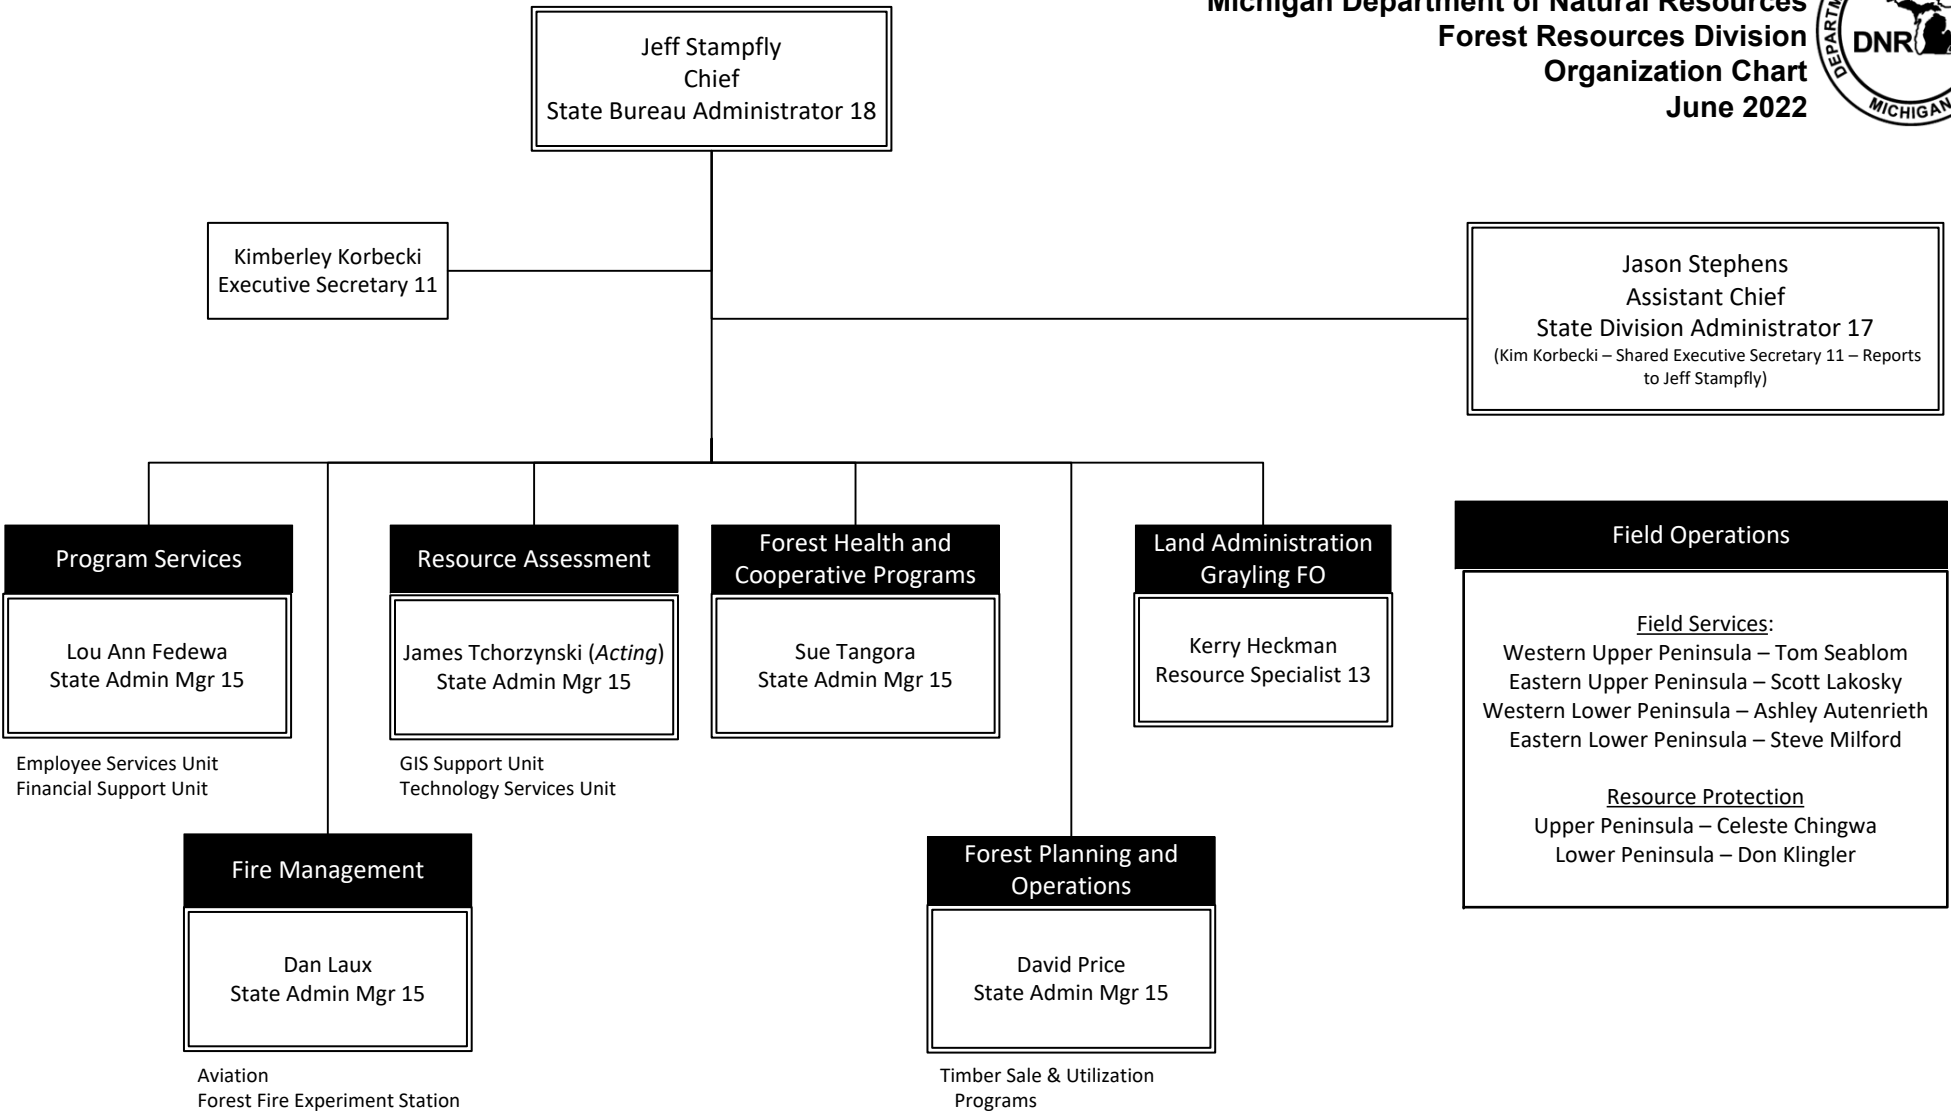 Michigan Department of Natural Resources
Forest Resources Division
Organization Chart
June 2022
DNR
MICHIGAN
Jeff Stampfly
Chief
State Bureau Administrator 18
Kimberley Korbecki
Executive Secretary 11
Jason Stephens
Assistant Chief
State Division Administrator 17
(Kim Korbecki – Shared Executive Secretary 11 – Reports
to Jeff Stampfly)
Program Services
Lou Ann Fedewa
State Admin Mgr 15
Employee Services Unit
Financial Support Unit
Resource Assessment
James Tchorzynski (Acting)
State Admin Mgr 15
GIS Support Unit
Technology Services Unit
Forest Health and
Cooperative Programs
Sue Tangora
State Admin Mgr 15
Land Administration
Grayling FO
Kerry Heckman
Resource Specialist 13
Field Operations
Field Services:
Western Upper Peninsula – Tom Seablom
Eastern Upper Peninsula – Scott Lakosky
Western Lower Peninsula – Ashley Autenrieth
Eastern Lower Peninsula – Steve Milford
Resource Protection
Upper Peninsula – Celeste Chingwa
Lower Peninsula – Don Klingler
Fire Management
Dan Laux
State Admin Mgr 15
Aviation
Forest Fire Experiment Station
Forest Planning and
Operations
David Price
State Admin Mgr 15
Timber Sale & Utilization
Programs